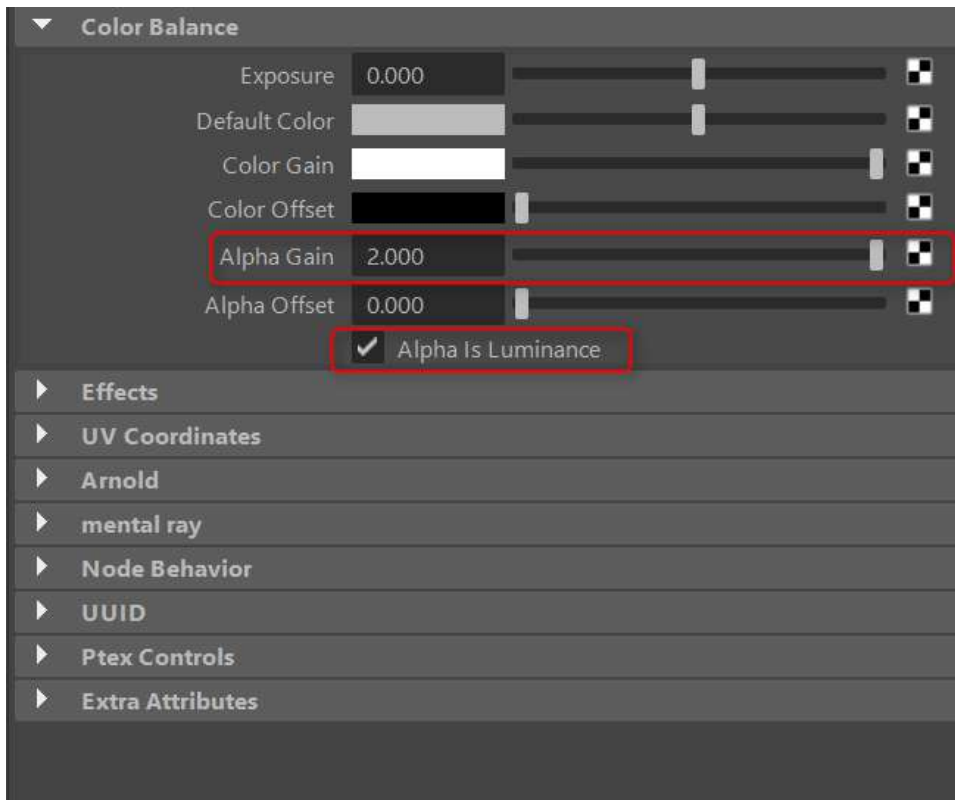 Color Balance
Exposure 0.000
Default Color
Color Gain
Color Offset
Alpha Gain 2.000
Alpha Offset 0.000
Alpha Is Luminance
Effects
UV Coordinates
Arnold
mental ray
Node Behavior
UUID
Ptex Controls
Extra Attributes